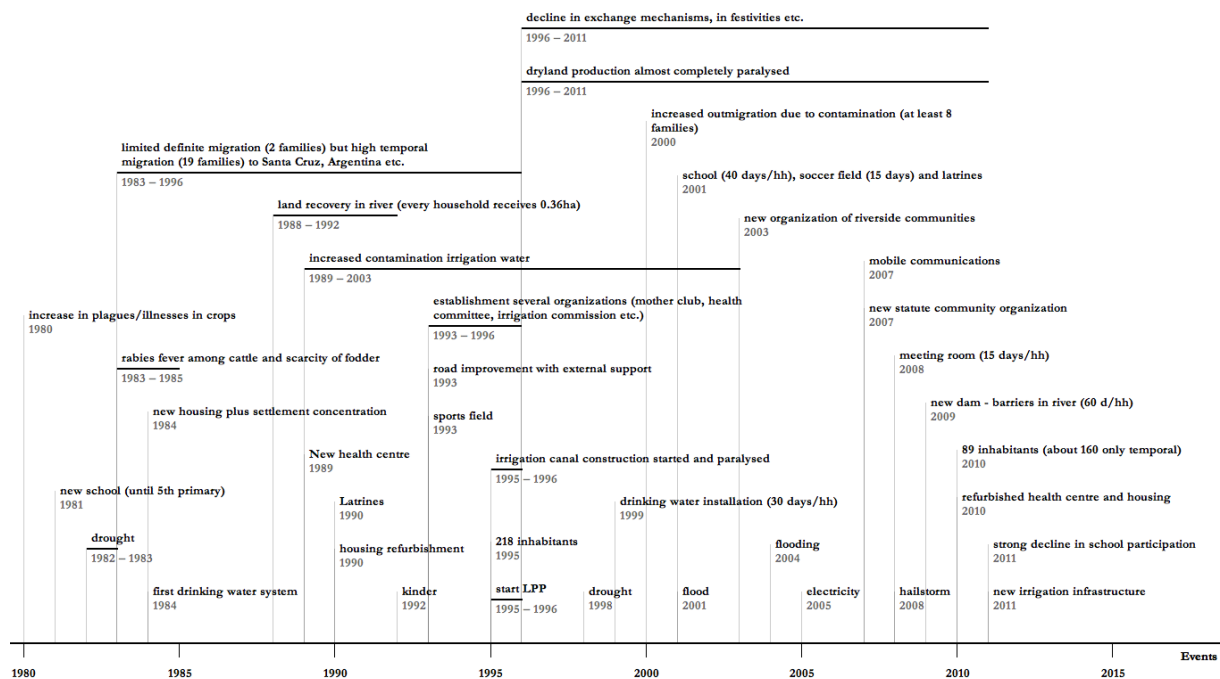 decline in exchange mechanisms, in festivities etc.
1996 – 2011
dryland production almost completely paralysed
1996 – 2011
increased outmigration due to contamination (at least 8
families)
2000
limited definite migration (2 families) but high temporal
migration (19 families) to Santa Cruz, Argentina etc.
1983 – 1996
school (40 days/hh), soccer field (15 days) and latrines
2001
land recovery in river (every household receives 0.36ha)
1988 – 1992
new organization of riverside communities
2003
increased contamination irrigation water
1989 – 2003
mobile communications
2007
establishment several organizations (mother club, health
committee, irrigation commission etc.)
1993 – 1996
increase in plagues/illnesses in crops
1980
new statute community organization
2007
rabies fever among cattle and scarcity of fodder
1983 – 1985
road improvement with external support
1993
meeting room (15 days/hh)
2008
new housing plus settlement concentration
1984
sports field
1993
new dam - barriers in river (60 d/hh)
2009
New health centre
1989
irrigation canal construction started and paralysed
1995 – 1996
89 inhabitants (about 160 only temporal)
2010
new school (until 5th primary)
1981
Latrines
1990
drinking water installation (30 days/hh)
1999
refurbished health centre and housing
2010
drought
1982 – 1983
housing refurbishment
1990
218 inhabitants
1995
flooding
2004
strong decline in school participation
2011
first drinking water system
1984
kinder
1992
start LPP
1995 – 1996
drought
1998
flood
2001
electricity
2005
hailstorm
2008
new irrigation infrastructure
2011
Events
1980 1985 1990 1995 2000 2005 2010 2015